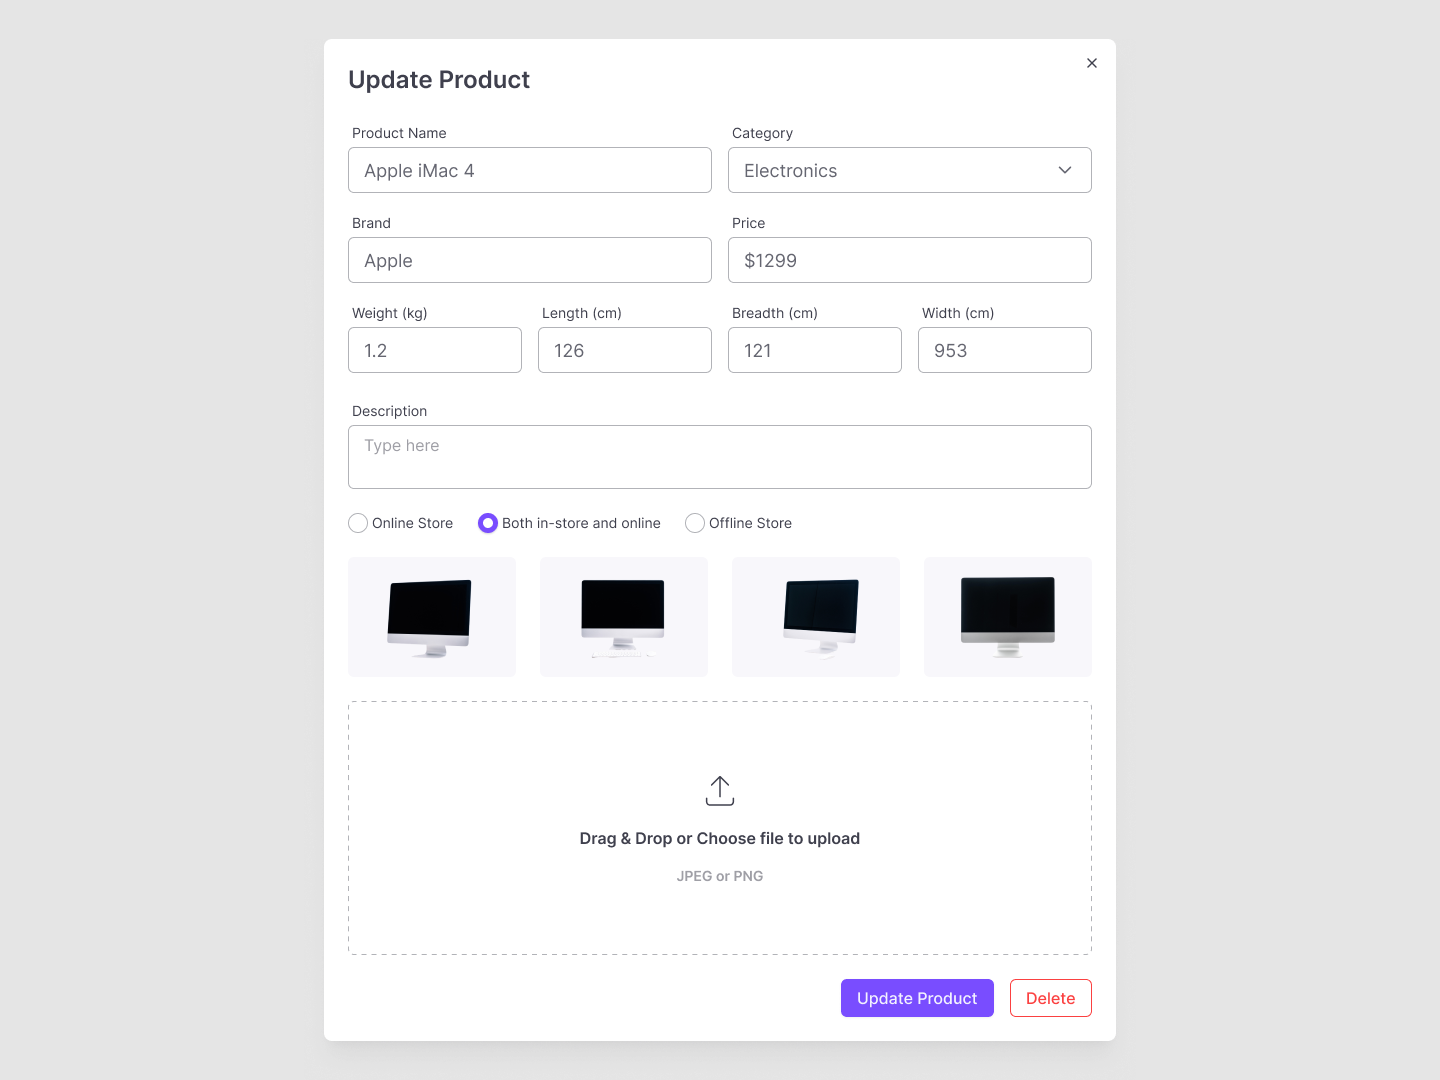 Update Product
Product Name
Category
Apple iMac 4
Electronics
Brand
Price
Apple
$1299
Weight (kg)
Length (cm)
Breadth (cm)
Width (cm)
1.2
126
121
953
Description
Type here
Online Store
Both in-store and online
Offline Store
Drag & Drop or Choose file to upload
JPEG or PNG
Update Product
Delete